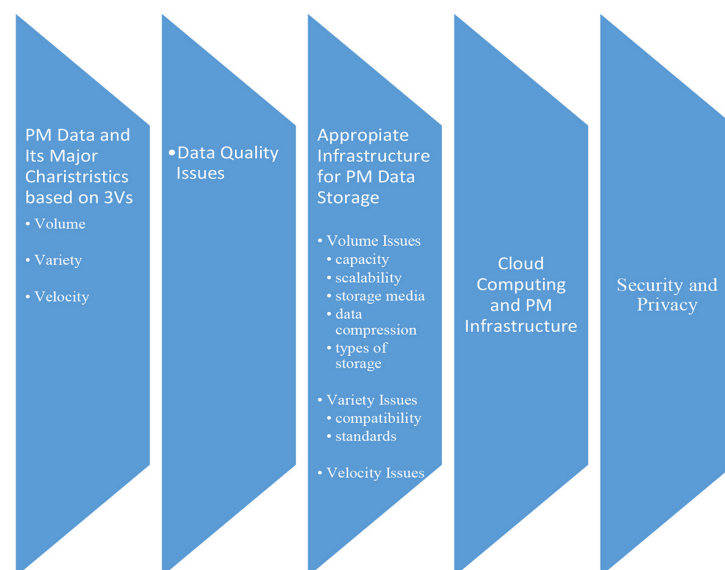 PM Data and
Its Major
Charistristics
based on 3Vs
• Volume
• Variety
• Velocity
•Data Quality
Issues
Appropiate
Infrastructure
for PM Data
Storage
• Volume Issues
• capacity
• scalability
• storage media
• data
compression
• types of
storage
• Variety Issues
• compatibility
• standards
• Velocity Issues
Cloud
Computing
and PM
Infrastructure
Security and
Privacy